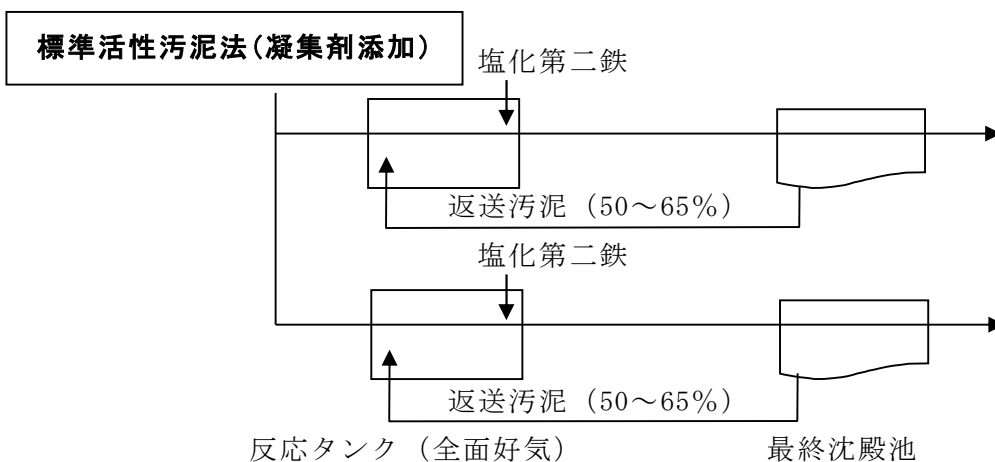 標準活性汚泥法（凝集剤添加）
塩化第二鉄
返送汚泥（50～65％）
塩化第二鉄
返送汚泥（50～65％）
反応タンク（全面好気）
最終沈殿池